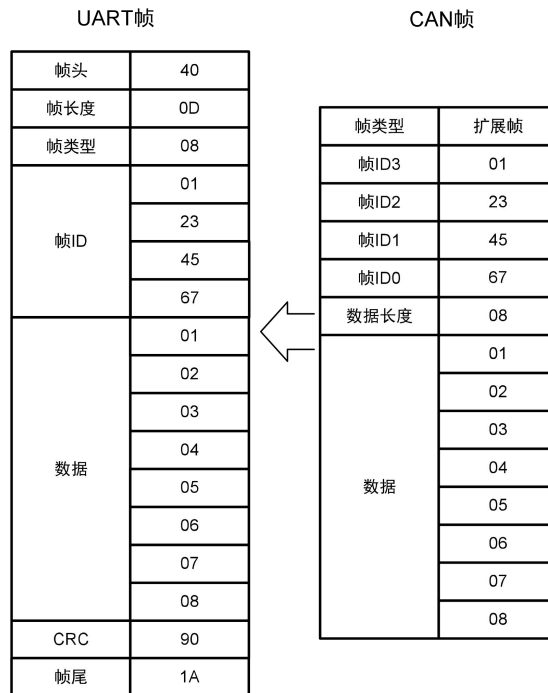 UART帧
帧头 40
帧长度 0D
帧类型 08
帧ID 01
23
45
67
数据 01
02
03
04
05
06
07
08
CRC 90
帧尾 1A
CAN帧
帧类型 扩展帧
帧ID3 01
帧ID2 23
帧ID1 45
帧ID0 67
数据长度 08
数据 01
02
03
04
05
06
07
08